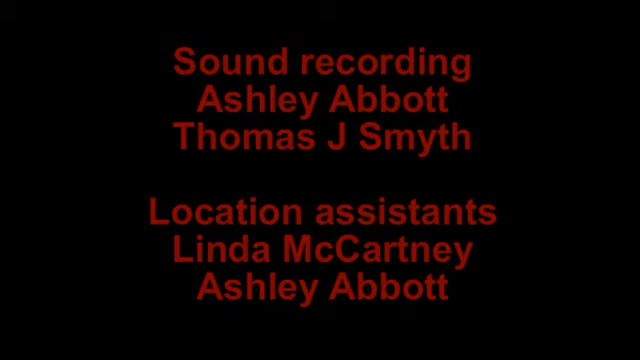 Sound recording
Ashley Abbott
Thomas J Smyth
Location assistants
Linda McCartney
Ashley Abbott